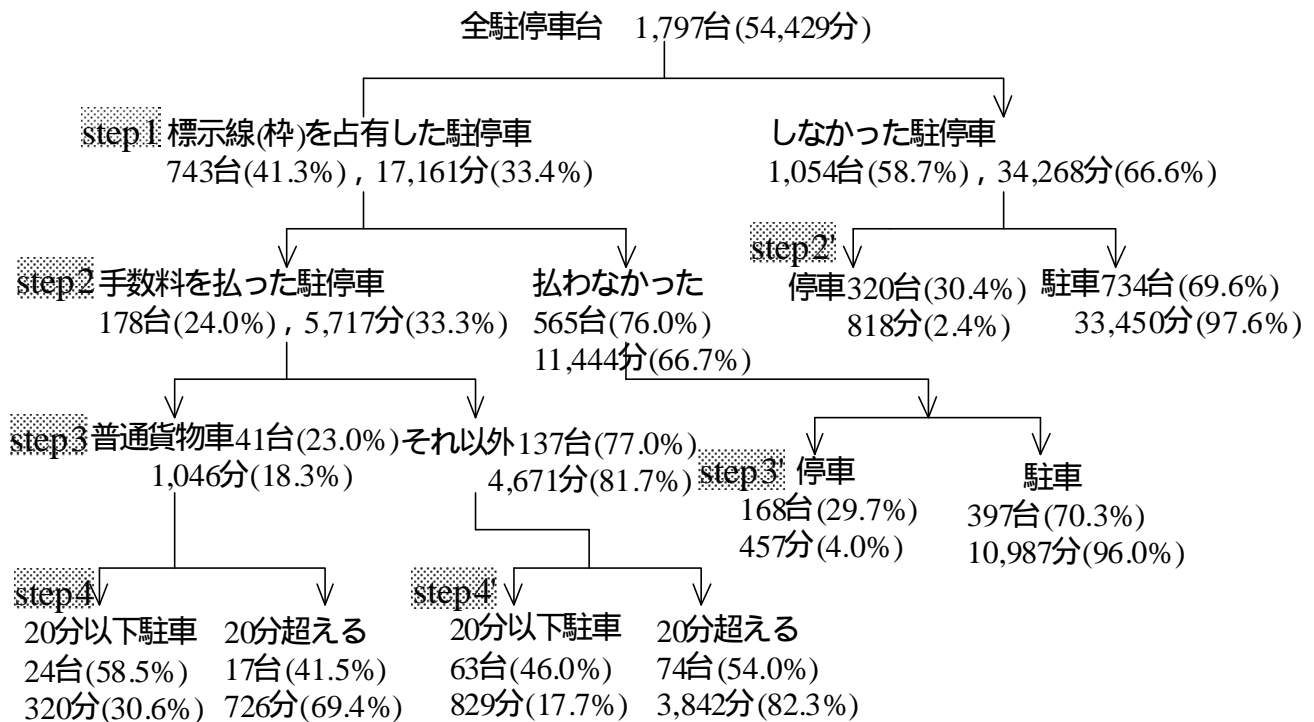 全駐停車台 1,797台(54,429分)
step1 標示線(枠)を占有した駐停車
743台(41.3%) , 17,161分(33.4%)
しなかった駐停車
1,054台(58.7%) , 34,268分(66.6%)
step2 手数料を払った駐停車
178台(24.0%) , 5,717分(33.3%)
払わなかった
565台(76.0%)
11,444分(66.7%)
step2'
停車320台(30.4%)
818分(2.4%)
駐車734台(69.6%)
33,450分(97.6%)
step3 普通貨物車41台(23.0%)
1,046分(18.3%)
それ以外137台(77.0%)
4,671分(81.7%)
step3' 停車
168台(29.7%)
457分(4.0%)
駐車
397台(70.3%)
10,987分(96.0%)
step4
20分以下駐車
24台(58.5%)
320分(30.6%)
20分超える
17台(41.5%)
726分(69.4%)
step4'
20分以下駐車
63台(46.0%)
829分(17.7%)
20分超える
74台(54.0%)
3,842分(82.3%)